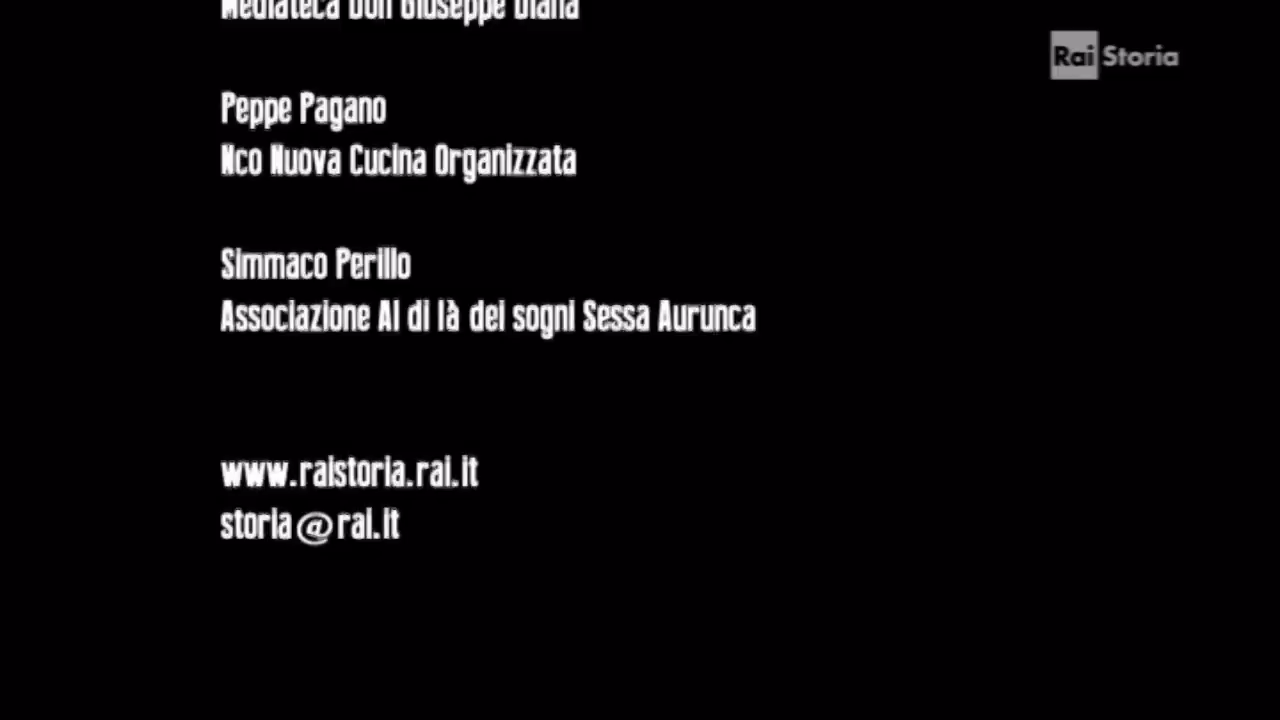 Mediateca Don Giuseppe Diana
Rai Storia
Peppe Pagano
Nco Nuova Cucina Organizzata
Simmaco Perillo
Associazione Al di là dei sogni Sessa Aurunca
www.raistoria.rai.it
storia@rai.it